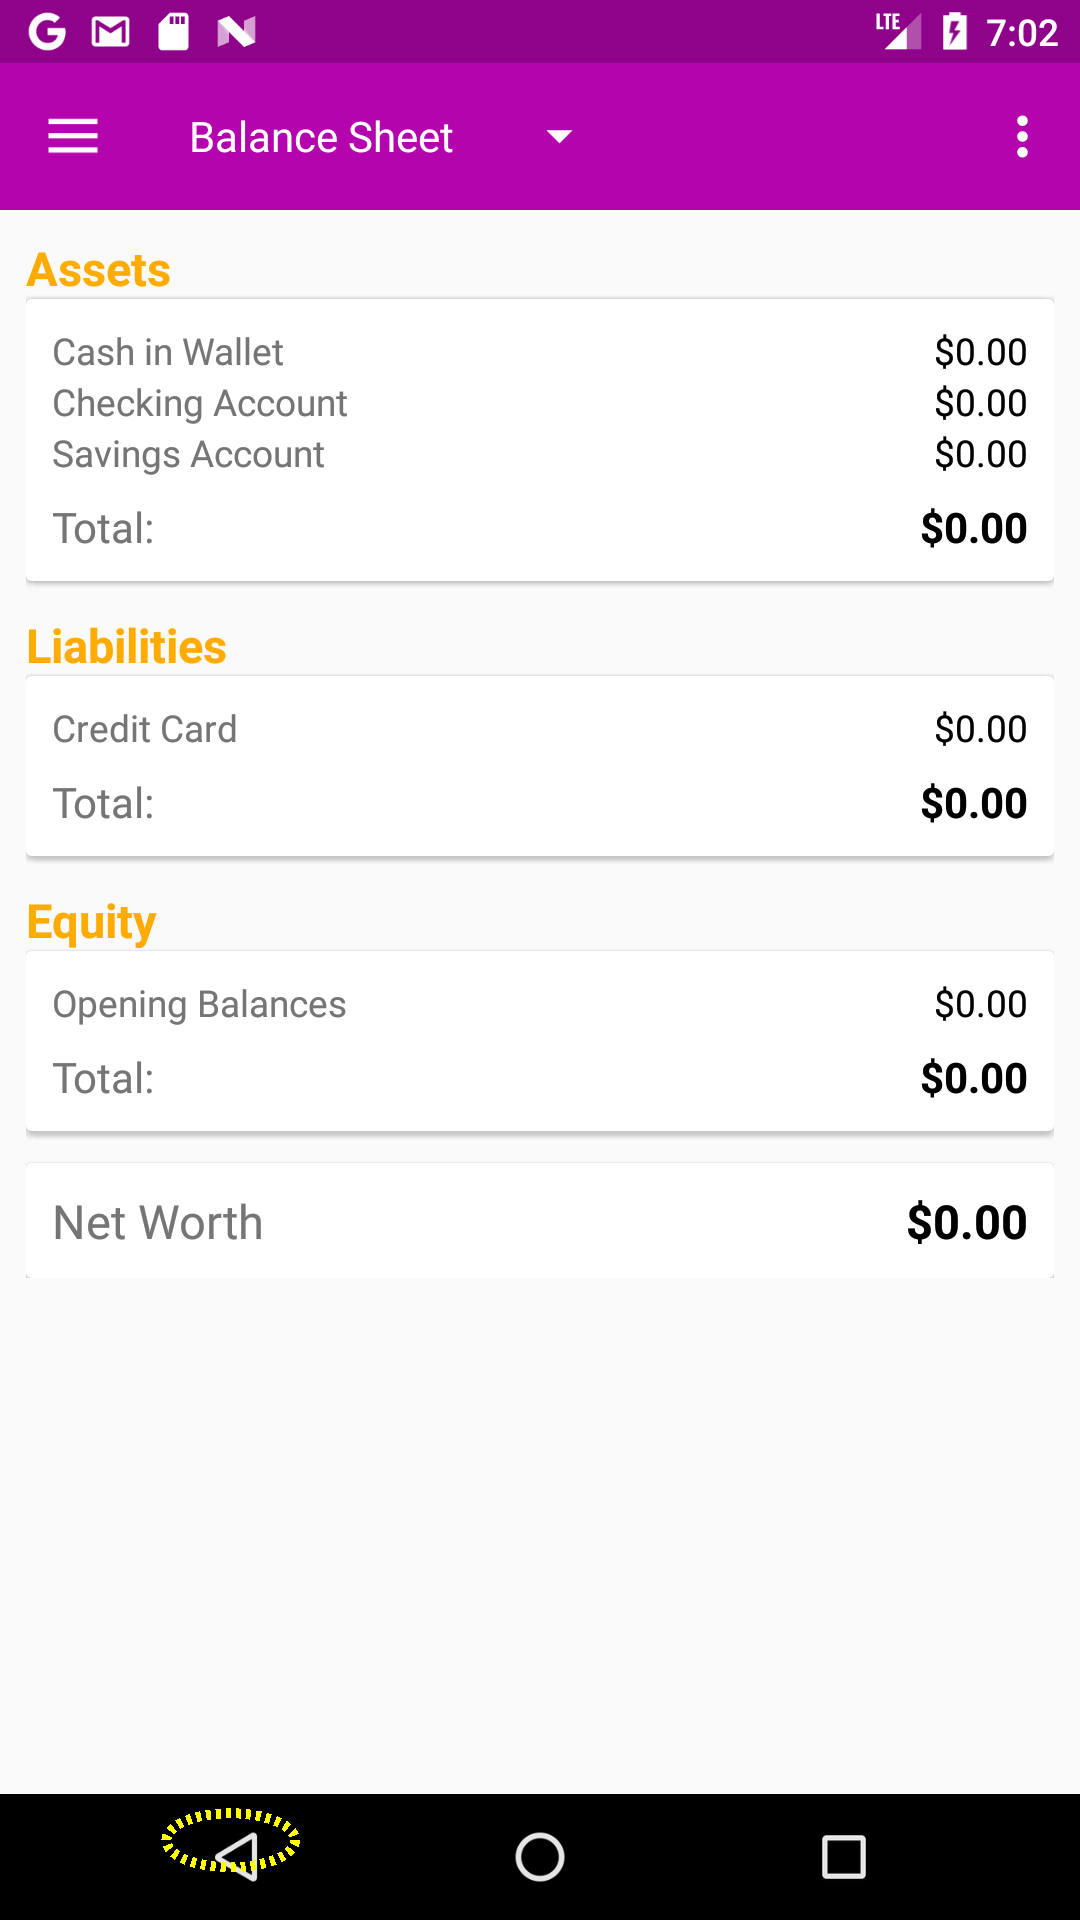 LTE 7:02
Balance Sheet
Assets
Cash in Wallet $0.00
Checking Account $0.00
Savings Account $0.00
Total: $0.00
Liabilities
Credit Card $0.00
Total: $0.00
Equity
Opening Balances $0.00
Total: $0.00
Net Worth $0.00